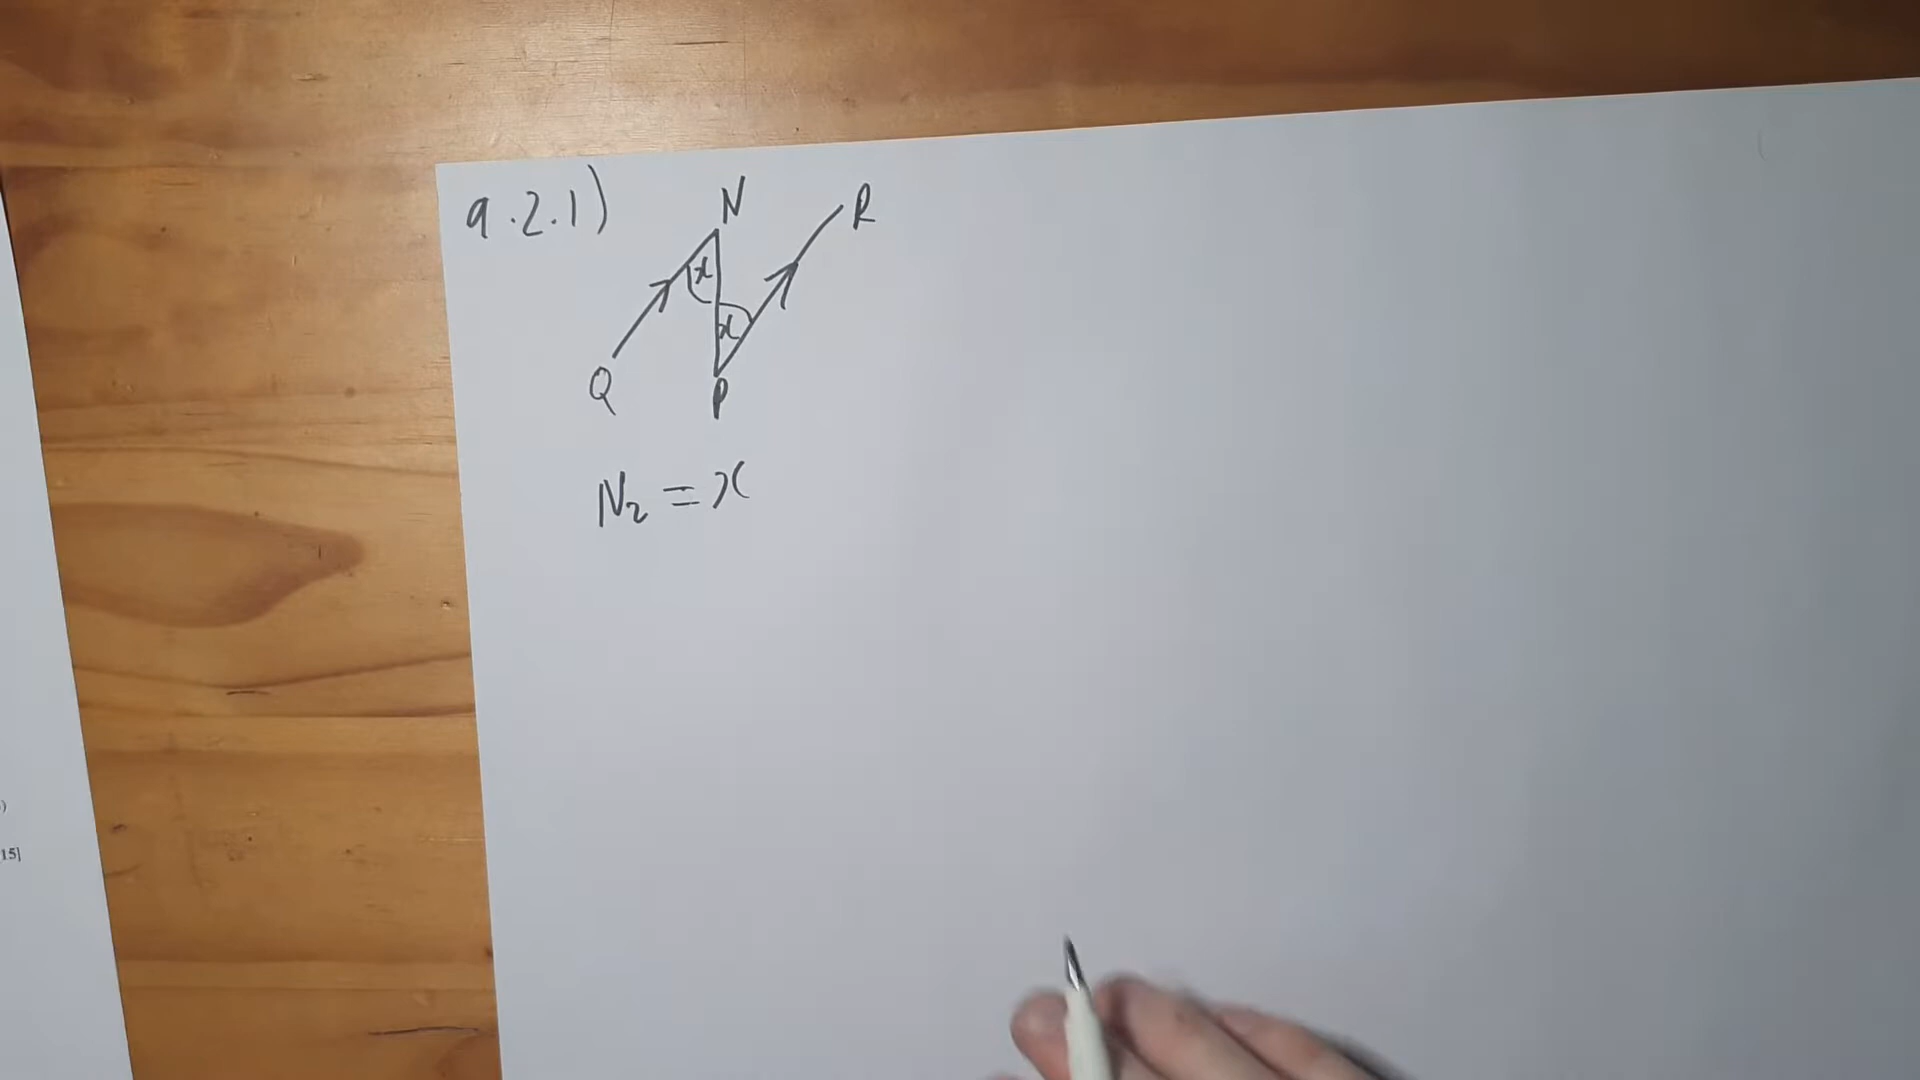 9.2.1)
N
R
x
x
Q
P
N₂ = x
)
15]